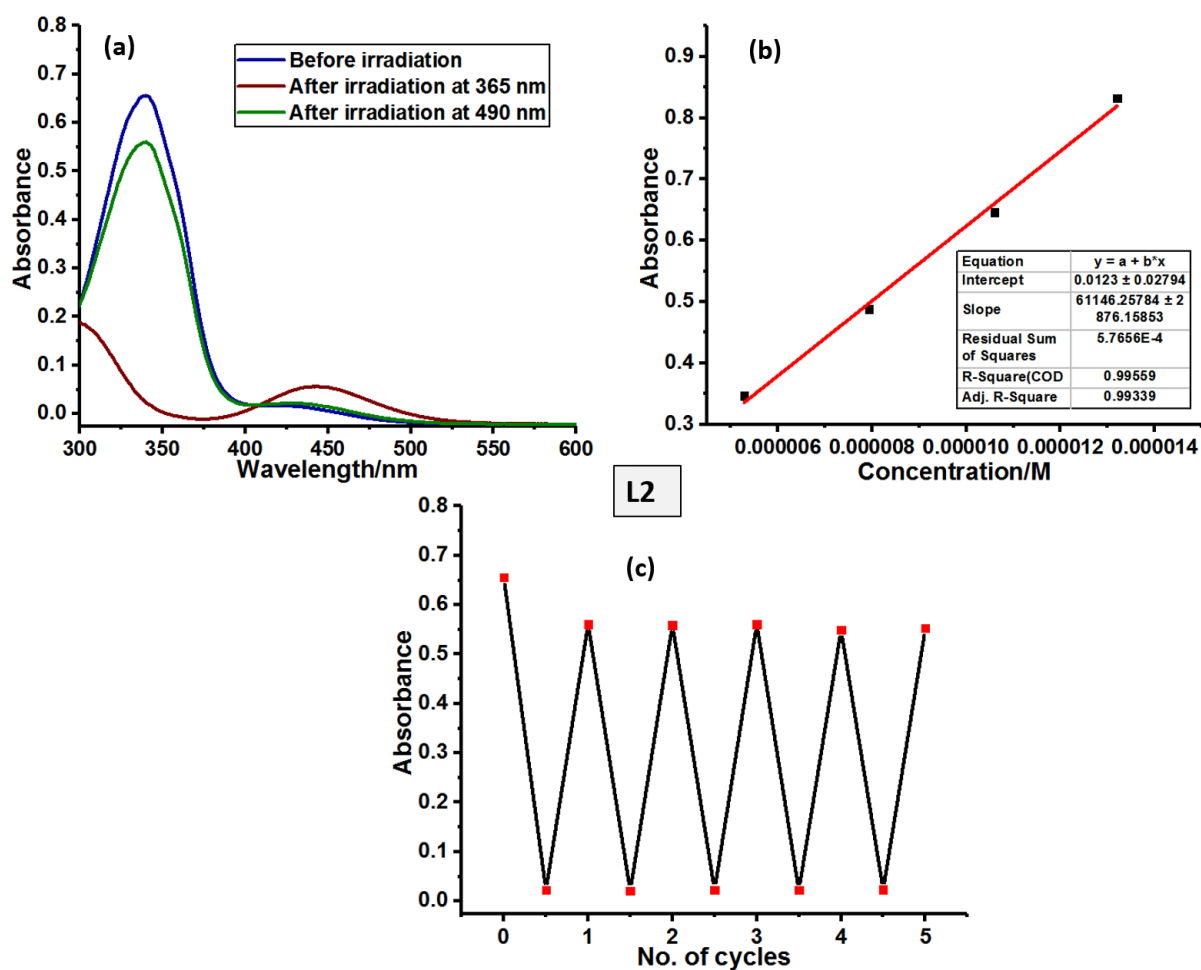 (a)
Before irradiation
After irradiation at 365 nm
After irradiation at 490 nm
0.8
0.7
0.6
0.5
0.4
0.3
0.2
0.1
0.0
Absorbance
300 350 400 450 500 550 600
Wavelength/nm
(b)
0.9
0.8
0.7
0.6
0.5
0.4
0.3
Absorbance
Equation y = a + b*x
Intercept 0.0123 ± 0.02794
Slope 61146.25784 ± 2
876.15853
Residual Sum 5.7656E-4
of Squares
R-Square(COD 0.99559
Adj. R-Square 0.99339
0.000006 0.000008 0.00001 0.000012 0.000014
Concentration/M
L2
(c)
0.8
0.7
0.6
0.5
0.4
0.3
0.2
0.1
0.0
Absorbance
0 1 2 3 4 5
No. of cycles